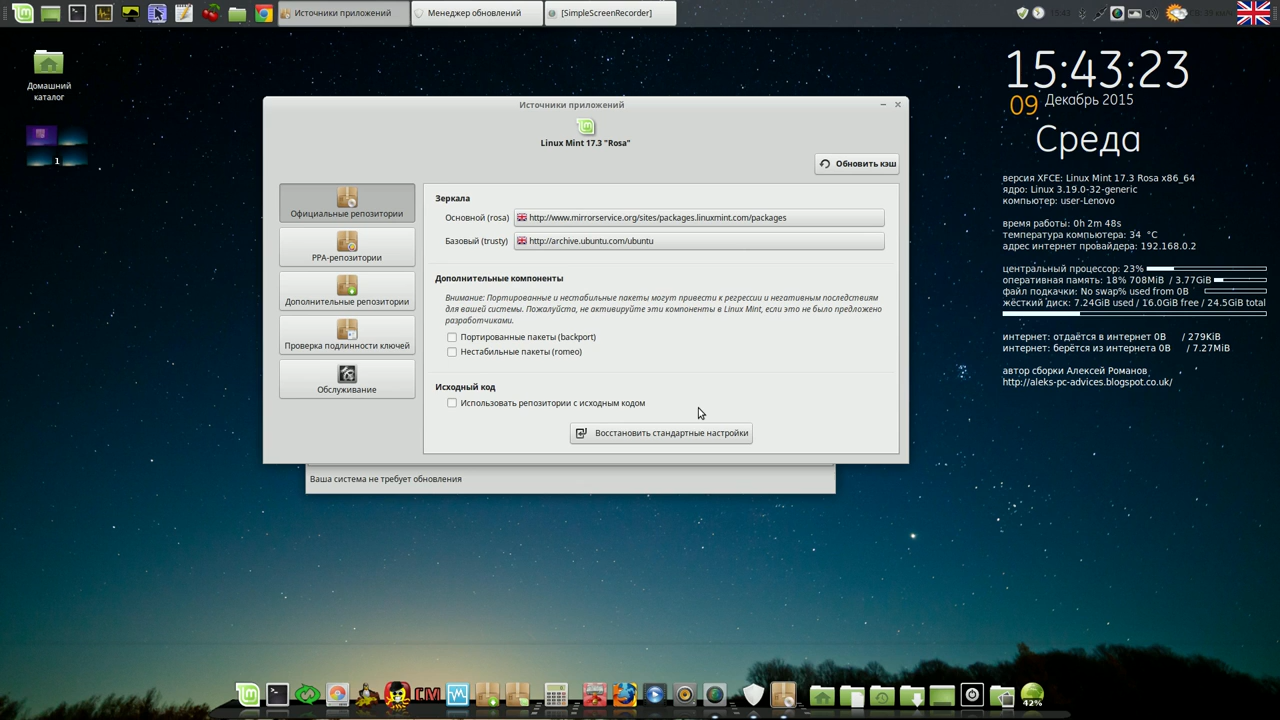 Источники приложений
Менеджер обновлений
[SimpleScreenRecorder]
Домашний
каталог
1
15:43:23
09 Декабрь 2015
Среда
версия XFCE: Linux Mint 17.3 Rosa x86_64
ядро: Linux 3.19.0-32-generic
компьютер: user-Lenovo
время работы: 0h 2m 48s
температура компьютера: 34 °C
адрес интернет провайдера: 192.168.0.2
центральный процессор: 23%
оперативная память: 18% 708MiB / 3.77GiB
файл подкачки: No swap% used from 0B
жёсткий диск: 7.24GiB used / 16.0GiB free / 24.5GiB total
интернет: отдаётся в интернет 0B / 279KiB
интернет: берётся из интернета 0B / 7.27MiB
автор сборки Алексей Романов
http://aleks-pc-advices.blogspot.co.uk/
Источники приложений
Linux Mint 17.3 "Rosa"
Обновить кэш
Официальные репозитории
PPA-репозитории
Дополнительные репозитории
Проверка подлинности ключей
Обслуживание
Зеркала
Основной (rosa) http://www.mirrorservice.org/sites/packages.linuxmint.com/packages
Базовый (trusty) http://archive.ubuntu.com/ubuntu
Дополнительные компоненты
Внимание: Портированные и нестабильные пакеты могут привести к регрессии и негативным последствиям
для вашей системы. Пожалуйста, не активируйте эти компоненты в Linux Mint, если это не было предложено
разработчиками.
Портированные пакеты (backport)
Нестабильные пакеты (romeo)
Исходный код
Использовать репозитории с исходным кодом
Восстановить стандартные настройки
Ваша система не требует обновления
CM
42%